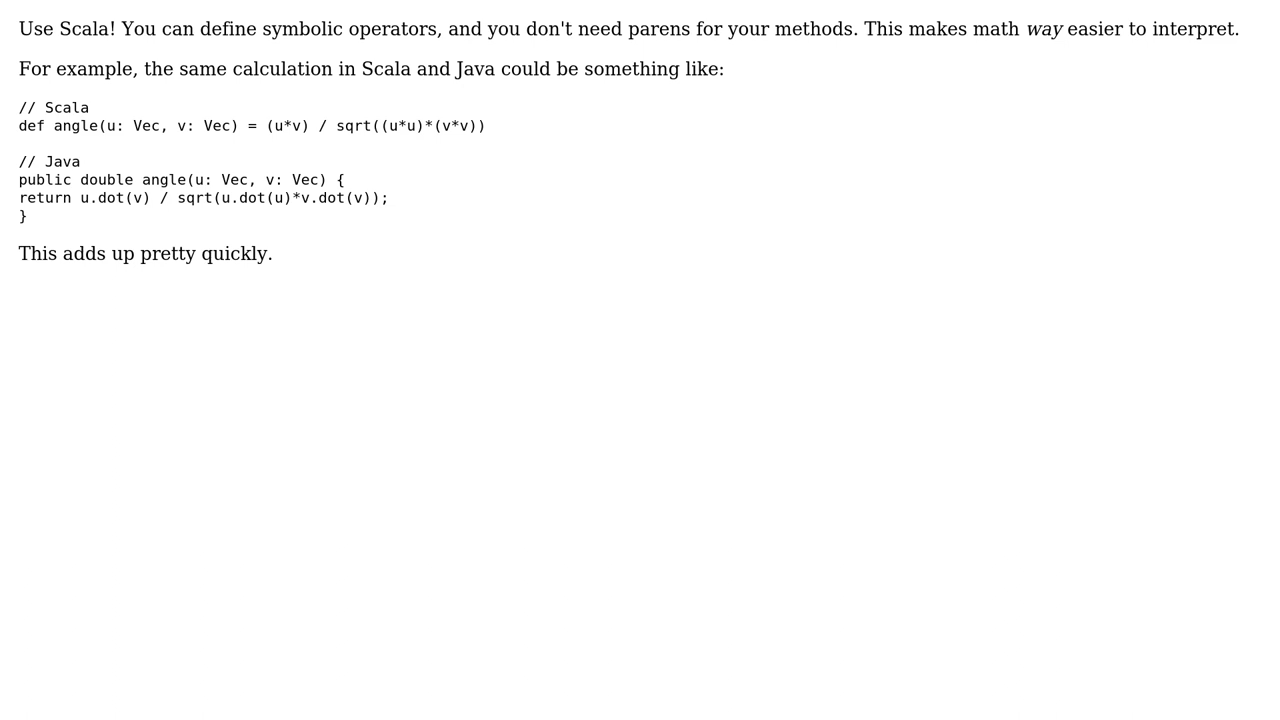 Use Scala! You can define symbolic operators, and you don't need parens for your methods. This makes math way easier to interpret.
For example, the same calculation in Scala and Java could be something like:
// Scala
def angle(u: Vec, v: Vec) = (u*v) / sqrt((u*u)*(v*v))
// Java
public double angle(u: Vec, v: Vec) {
return u.dot(v) / sqrt(u.dot(u)*v.dot(v));
}
This adds up pretty quickly.